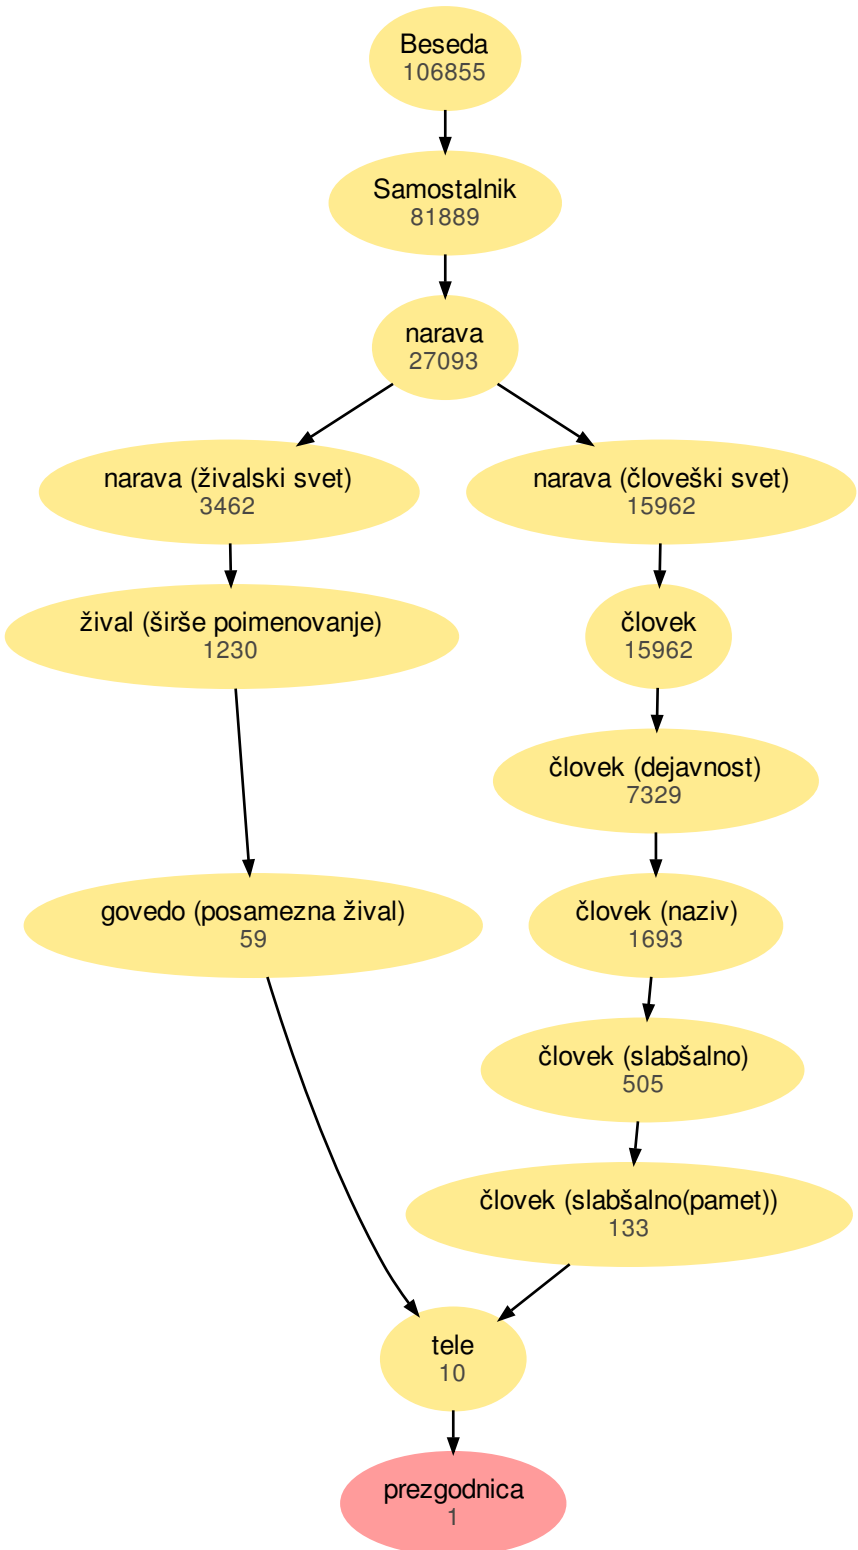 Beseda
106855
Samostalnik
81889
narava
27093
narava (živalski svet)
3462
narava (človeški svet)
15962
žival (širše poimenovanje)
1230
človek
15962
človek (dejavnost)
7329
govedo (posamezna žival)
59
človek (naziv)
1693
človek (slabšalno)
505
človek (slabšalno(pamet))
133
tele
10
prezgodnica
1